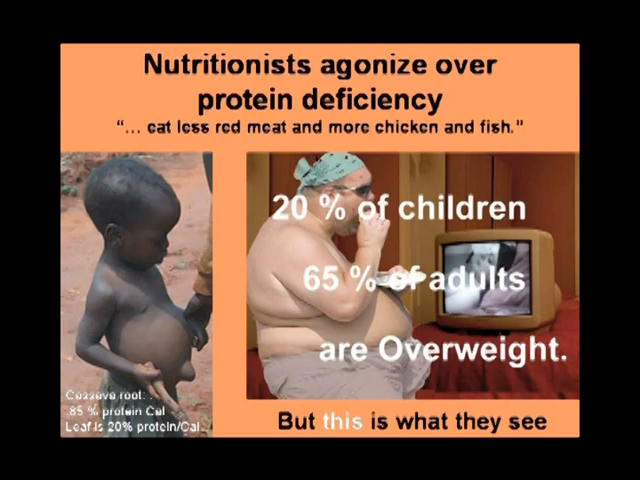 Nutritionists agonize over
protein deficiency
"... eat less red meat and more chicken and fish."
20 % of children
65 % of adults
are Overweight.
Cassava root:
.85 % protein Cal
Leaf is 20% protein/Cal
But this is what they see